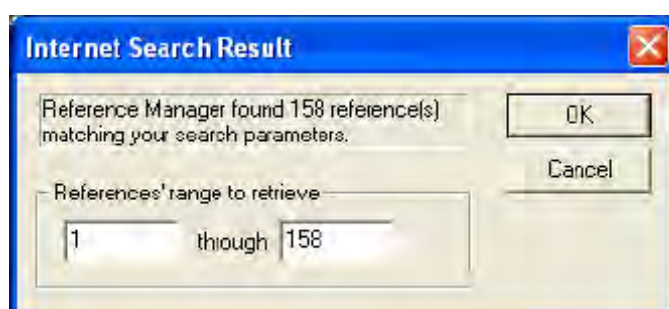 Internet Search Result
Reference Manager found 158 reference(s)
matching your search parameters.
OK
Cancel
References' range to retrieve
1 through 158